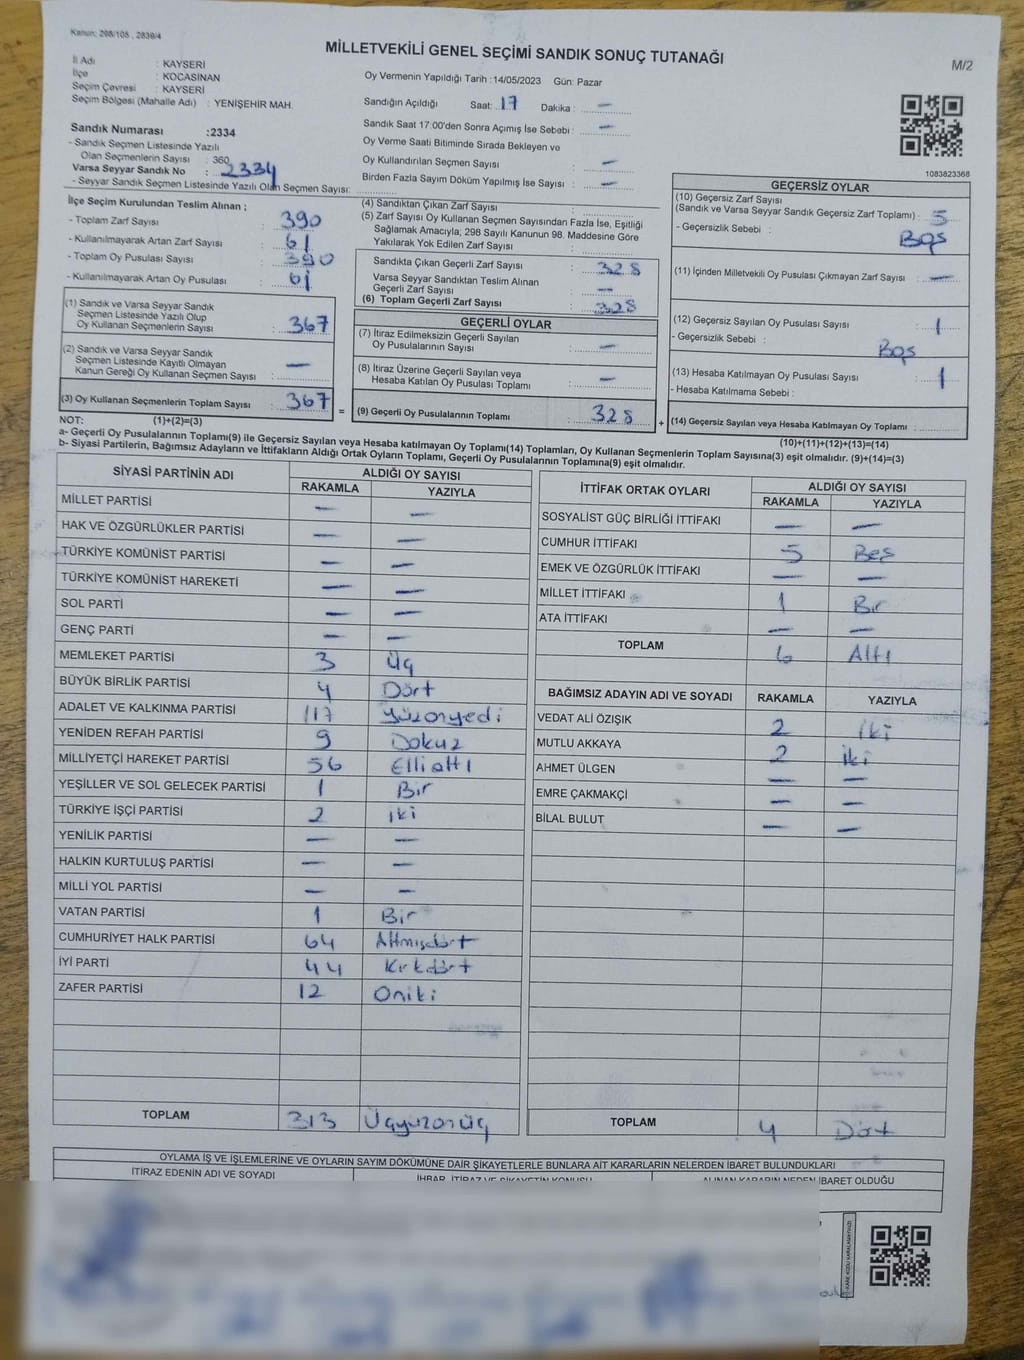 Kanun: 298/105 , 2839/4
MİLLETVEKİLİ GENEL SEÇİMİ SANDIK SONUÇ TUTANAĞI
M/2
İl Adı : KAYSERİ
İlçe : KOCASİNAN
Seçim Çevresi : KAYSERİ
Seçim Bölgesi (Mahalle Adı) : YENİŞEHİR MAH.
Sandık Numarası :2334
- Sandık Seçmen Listesinde Yazılı
Olan Seçmenlerin Sayısı : 360
Varsa Seyyar Sandık No : 2334
- Seyyar Sandık Seçmen Listesinde Yazılı Olan Seçmen Sayısı:
Oy Vermenin Yapıldığı Tarih :14/05/2023 Gün: Pazar
Sandığın Açıldığı Saat: 17 Dakika : —
Sandık Saat 17:00'den Sonra Açımış İse Sebebi : —
Oy Verme Saati Bitiminde Sırada Bekleyen ve
Oy Kullandırılan Seçmen Sayısı : —
Birden Fazla Sayım Döküm Yapılmış İse Sayısı : —
1083823368
İlçe Seçim Kurulundan Teslim Alınan ;
- Toplam Zarf Sayısı : 390
- Kullanılmayarak Artan Zarf Sayısı : 61
- Toplam Oy Pusulası Sayısı : 390
- Kullanılmayarak Artan Oy Pusulası : 61
(1) Sandık ve Varsa Seyyar Sandık
Seçmen Listesinde Yazılı Olup
Oy Kullanan Seçmenlerin Sayısı : 367
(2) Sandık ve Varsa Seyyar Sandık
Seçmen Listesinde Kayıtlı Olmayan
Kanun Gereği Oy Kullanan Seçmen Sayısı : —
(3) Oy Kullanan Seçmenlerin Toplam Sayısı : 367
(1)+(2)=(3)
(4) Sandıktan Çıkan Zarf Sayısı :
(5) Zarf Sayısı Oy Kullanan Seçmen Sayısından Fazla İse, Eşitliği
Sağlamak Amacıyla; 298 Sayılı Kanunun 98. Maddesine Göre
Yakılarak Yok Edilen Zarf Sayısı :
Sandıkta Çıkan Geçerli Zarf Sayısı : 328
Varsa Seyyar Sandıktan Teslim Alınan
Geçerli Zarf Sayısı : —
(6) Toplam Geçerli Zarf Sayısı : 328
GEÇERLİ OYLAR
(7) İtiraz Edilmeksizin Geçerli Sayılan
Oy Pusulalarının Sayısı : —
(8) İtiraz Üzerine Geçerli Sayılan veya
Hesaba Katılan Oy Pusulası Toplamı : —
= (9) Geçerli Oy Pusulalarının Toplamı : 328
GEÇERSİZ OYLAR
(10) Geçersiz Zarf Sayısı
(Sandık ve Varsa Seyyar Sandık Geçersiz Zarf Toplamı) : 5
- Geçersizlik Sebebi : Boş
(11) İçinden Milletvekili Oy Pusulası Çıkmayan Zarf Sayısı : —
(12) Geçersiz Sayılan Oy Pusulası Sayısı : 1
- Geçersizlik Sebebi : Boş
(13) Hesaba Katılmayan Oy Pusulası Sayısı : 1
- Hesaba Katılmama Sebebi :
+ (14) Geçersiz Sayılan veya Hesaba Katılmayan Oy Toplamı :
(10)+(11)+(12)+(13)=(14)
NOT:
a- Geçerli Oy Pusulalarının Toplamı(9) ile Geçersiz Sayılan veya Hesaba katılmayan Oy Toplamı(14) Toplamları, Oy Kullanan Seçmenlerin Toplam Sayısına(3) eşit olmalıdır. (9)+(14)=(3)
b- Siyasi Partilerin, Bağımsız Adayların ve İttifakların Aldığı Ortak Oyların Toplamı, Geçerli Oy Pusulalarının Toplamına(9) eşit olmalıdır.
SİYASİ PARTİNİN ADI ALDIĞI OY SAYISI
RAKAMLA YAZIYLA
MİLLET PARTİSİ — —
HAK VE ÖZGÜRLÜKLER PARTİSİ — —
TÜRKİYE KOMÜNİST PARTİSİ — —
TÜRKİYE KOMÜNİST HAREKETİ — —
SOL PARTİ — —
GENÇ PARTİ — —
MEMLEKET PARTİSİ 3 Üç
BÜYÜK BİRLİK PARTİSİ 4 Dört
ADALET VE KALKINMA PARTİSİ 117 yüzonyedi
YENİDEN REFAH PARTİSİ 9 Dokuz
MİLLİYETÇİ HAREKET PARTİSİ 56 Elli altı
YEŞİLLER VE SOL GELECEK PARTİSİ 1 Bir
TÜRKİYE İŞÇİ PARTİSİ 2 iki
YENİLİK PARTİSİ — —
HALKIN KURTULUŞ PARTİSİ — —
MİLLİ YOL PARTİSİ — —
VATAN PARTİSİ 1 Bir
CUMHURİYET HALK PARTİSİ 64 Altmışdört
İYİ PARTİ 44 Kırkdört
ZAFER PARTİSİ 12 Oniki
TOPLAM 313 Üçyüzonüç
İTTİFAK ORTAK OYLARI ALDIĞI OY SAYISI
RAKAMLA YAZIYLA
SOSYALİST GÜÇ BİRLİĞİ İTTİFAKI — —
CUMHUR İTTİFAKI 5 Beş
EMEK VE ÖZGÜRLÜK İTTİFAKI — —
MİLLET İTTİFAKI 1 Bir
ATA İTTİFAKI — —
TOPLAM 6 Altı
BAĞIMSIZ ADAYIN ADI VE SOYADI RAKAMLA YAZIYLA
VEDAT ALİ ÖZIŞIK 2 iki
MUTLU AKKAYA 2 iki
AHMET ÜLGEN — —
EMRE ÇAKMAKÇİ — —
BİLAL BULUT — —
TOPLAM 4 Dört
OYLAMA İŞ VE İŞLEMLERİNE VE OYLARIN SAYIM DÖKÜMÜNE DAİR ŞİKAYETLERLE BUNLARA AİT KARARLARIN NELERDEN İBARET BULUNDUKLARI
İTİRAZ EDENİN ADI VE SOYADI İHBAR, İTİRAZ VE ŞİKAYETİN KONUSU ALINAN KARARIN NEDEN İBARET OLDUĞU